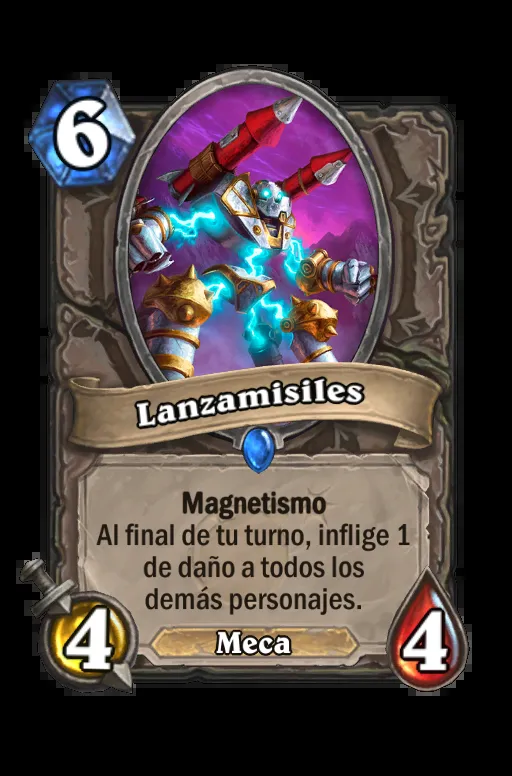 6
Lanzamisiles
Magnetismo
Al final de tu turno, inflige 1
de daño a todos los
demás personajes.
4
Meca
4